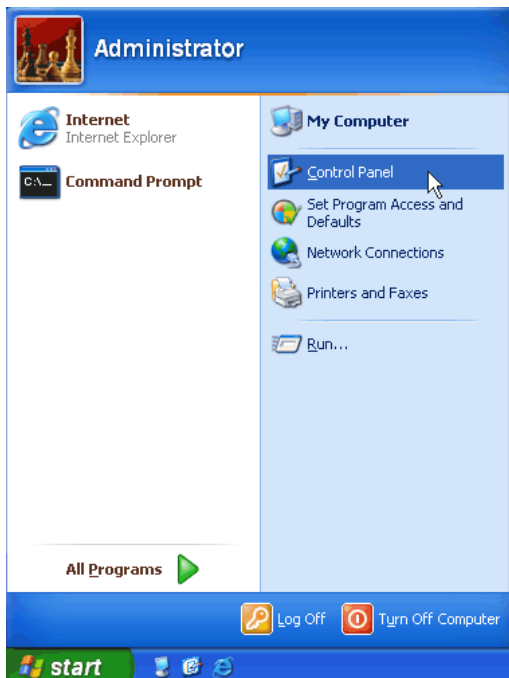 Administrator
Internet
Internet Explorer
Command Prompt
All Programs
My Computer
Control Panel
Set Program Access and
Defaults
Network Connections
Printers and Faxes
Run...
Log Off
Turn Off Computer
start
C:\_